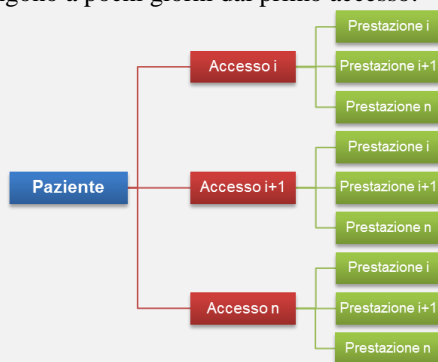 ngono a pochi giorni dal primo accesso.
Prestazione i
Accesso i
Prestazione i+1
Prestazione n
Prestazione i
Paziente
Accesso i+1
Prestazione i+1
Prestazione n
Prestazione i
Accesso n
Prestazione i+1
Prestazione n